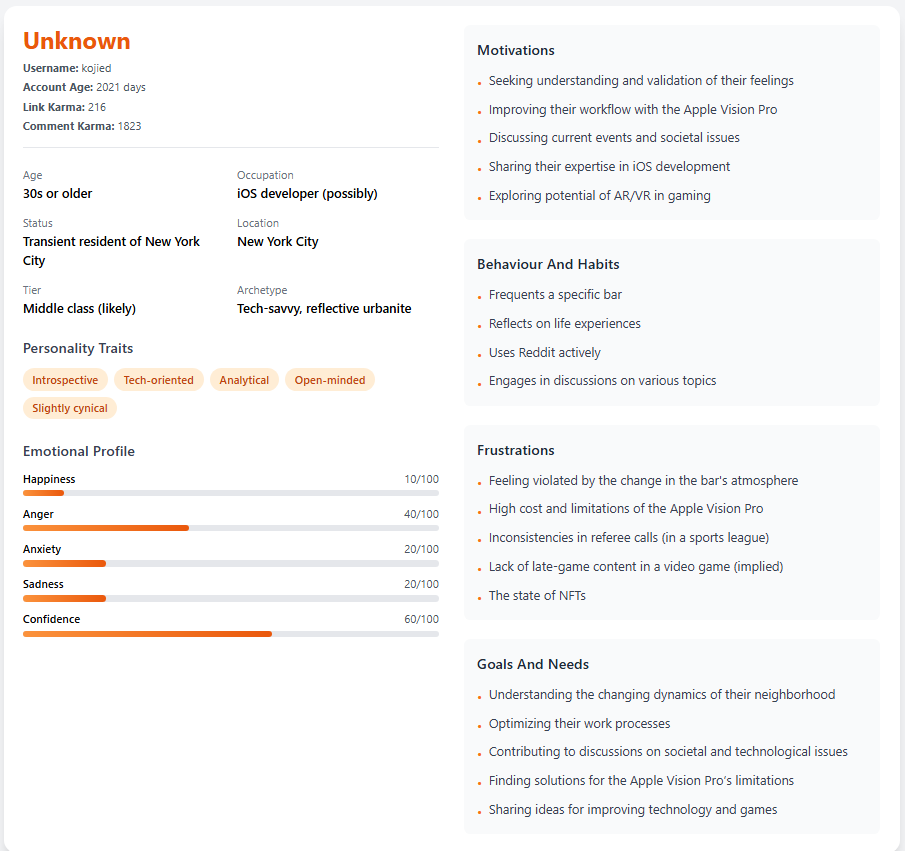 Unknown
Username: kojied
Account Age: 2021 days
Link Karma: 216
Comment Karma: 1823
Age
30s or older
Occupation
iOS developer (possibly)
Status
Transient resident of New York
City
Location
New York City
Tier
Middle class (likely)
Archetype
Tech-savvy, reflective urbanite
Personality Traits
Introspective
Tech-oriented
Analytical
Open-minded
Slightly cynical
Emotional Profile
Happiness 10/100
Anger 40/100
Anxiety 20/100
Sadness 20/100
Confidence 60/100
Motivations
• Seeking understanding and validation of their feelings
• Improving their workflow with the Apple Vision Pro
• Discussing current events and societal issues
• Sharing their expertise in iOS development
• Exploring potential of AR/VR in gaming
Behaviour And Habits
• Frequents a specific bar
• Reflects on life experiences
• Uses Reddit actively
• Engages in discussions on various topics
Frustrations
• Feeling violated by the change in the bar's atmosphere
• High cost and limitations of the Apple Vision Pro
• Inconsistencies in referee calls (in a sports league)
• Lack of late-game content in a video game (implied)
• The state of NFTs
Goals And Needs
• Understanding the changing dynamics of their neighborhood
• Optimizing their work processes
• Contributing to discussions on societal and technological issues
• Finding solutions for the Apple Vision Pro's limitations
• Sharing ideas for improving technology and games